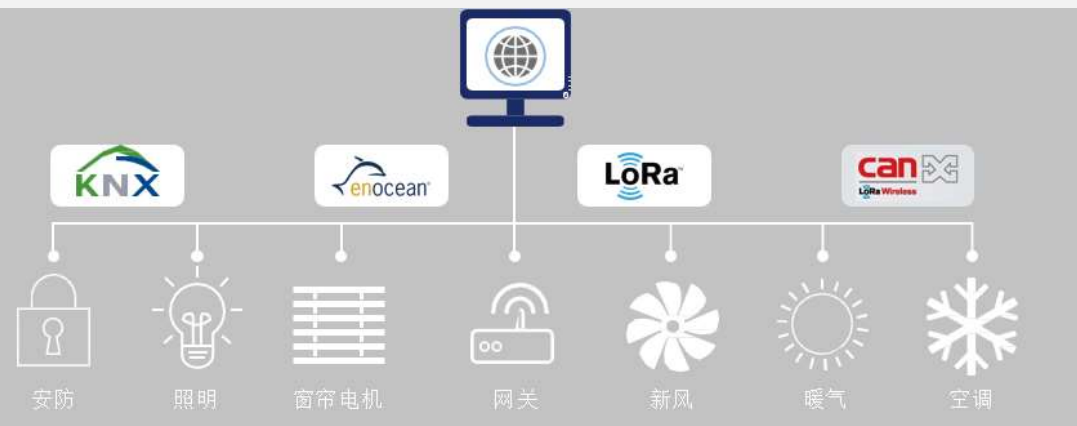 KNX
enocean
LoRa
can
LoRa Wireless
安防
照明
窗帘电机
网关
新风
暖气
空调